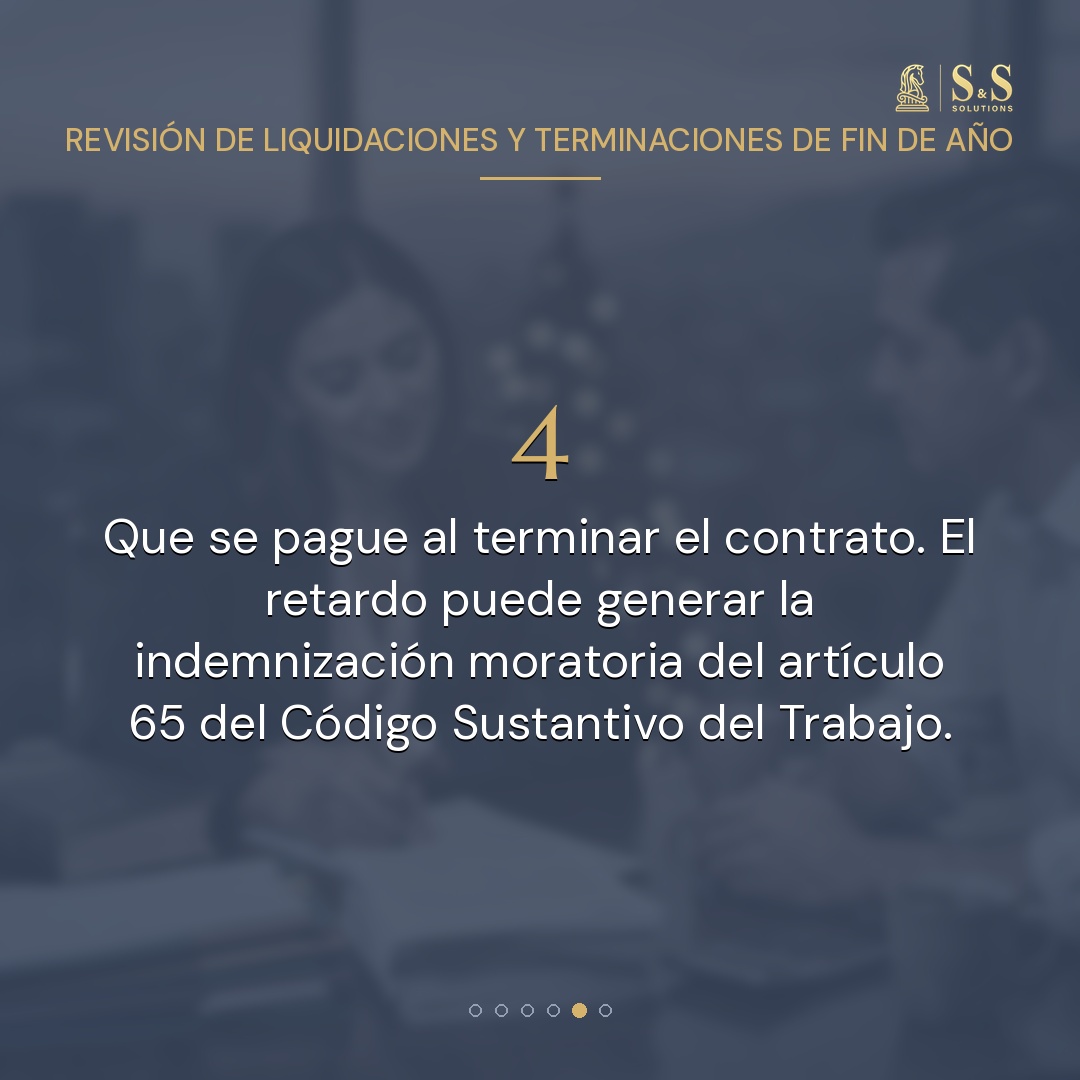 S&S
SOLUTIONS
REVISIÓN DE LIQUIDACIONES Y TERMINACIONES DE FIN DE AÑO
4
Que se pague al terminar el contrato. El
retardo puede generar la
indemnización moratoria del artículo
65 del Código Sustantivo del Trabajo.